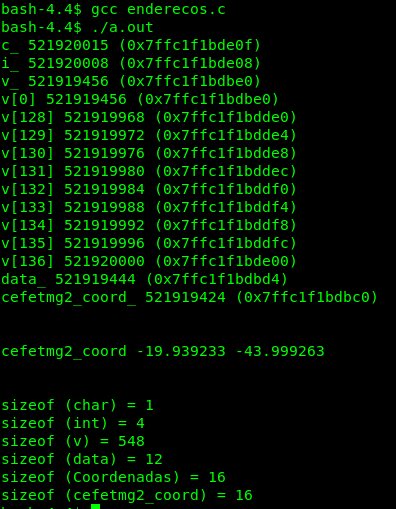 bash-4.4$ gcc enderecos.c
bash-4.4$ ./a.out
c_ 521920015 (0x7ffc1f1bde0f)
i_ 521920008 (0x7ffc1f1bde08)
v_ 521919456 (0x7ffc1f1bdbe0)
v[0] 521919456 (0x7ffc1f1bdbe0)
v[128] 521919968 (0x7ffc1f1bdde0)
v[129] 521919972 (0x7ffc1f1bdde4)
v[130] 521919976 (0x7ffc1f1bdde8)
v[131] 521919980 (0x7ffc1f1bddec)
v[132] 521919984 (0x7ffc1f1bddf0)
v[133] 521919988 (0x7ffc1f1bddf4)
v[134] 521919992 (0x7ffc1f1bddf8)
v[135] 521919996 (0x7ffc1f1bddfc)
v[136] 521920000 (0x7ffc1f1bde00)
data_ 521919444 (0x7ffc1f1bdbd4)
cefetmg2_coord_ 521919424 (0x7ffc1f1bdbc0)
cefetmg2_coord -19.939233 -43.999263
sizeof (char) = 1
sizeof (int) = 4
sizeof (v) = 548
sizeof (data) = 12
sizeof (Coordenadas) = 16
sizeof (cefetmg2_coord) = 16
bash-4.4$